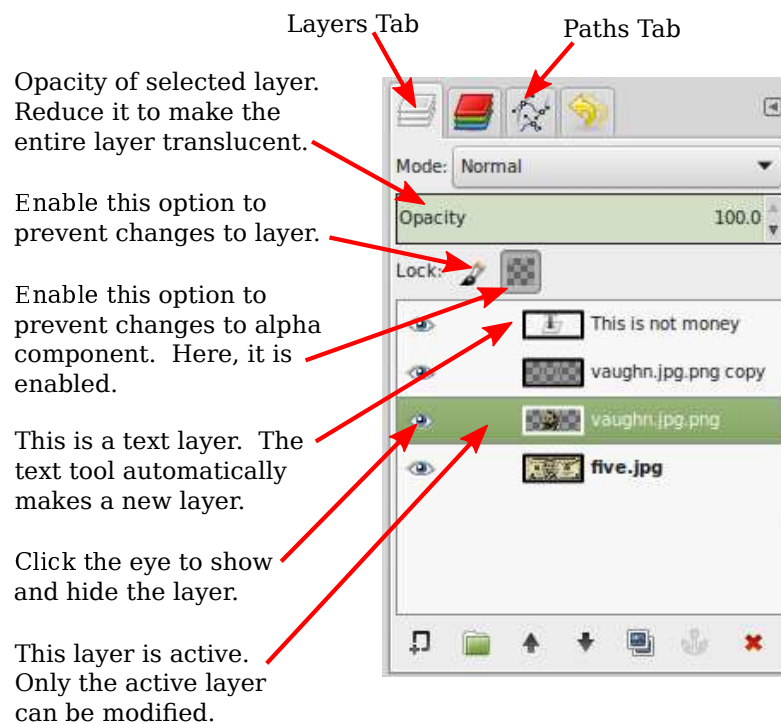 Layers Tab
Paths Tab
Opacity of selected layer.
Reduce it to make the
entire layer translucent.
Enable this option to
prevent changes to layer.
Enable this option to
prevent changes to alpha
component.  Here, it is
enabled.
This is a text layer.  The
text tool automatically
makes a new layer.
Click the eye to show
and hide the layer.
This layer is active.
Only the active layer
can be modified.
Mode: Normal
Opacity 100.0
Lock:
This is not money
vaughn.jpg.png copy
vaughn.jpg.png
five.jpg